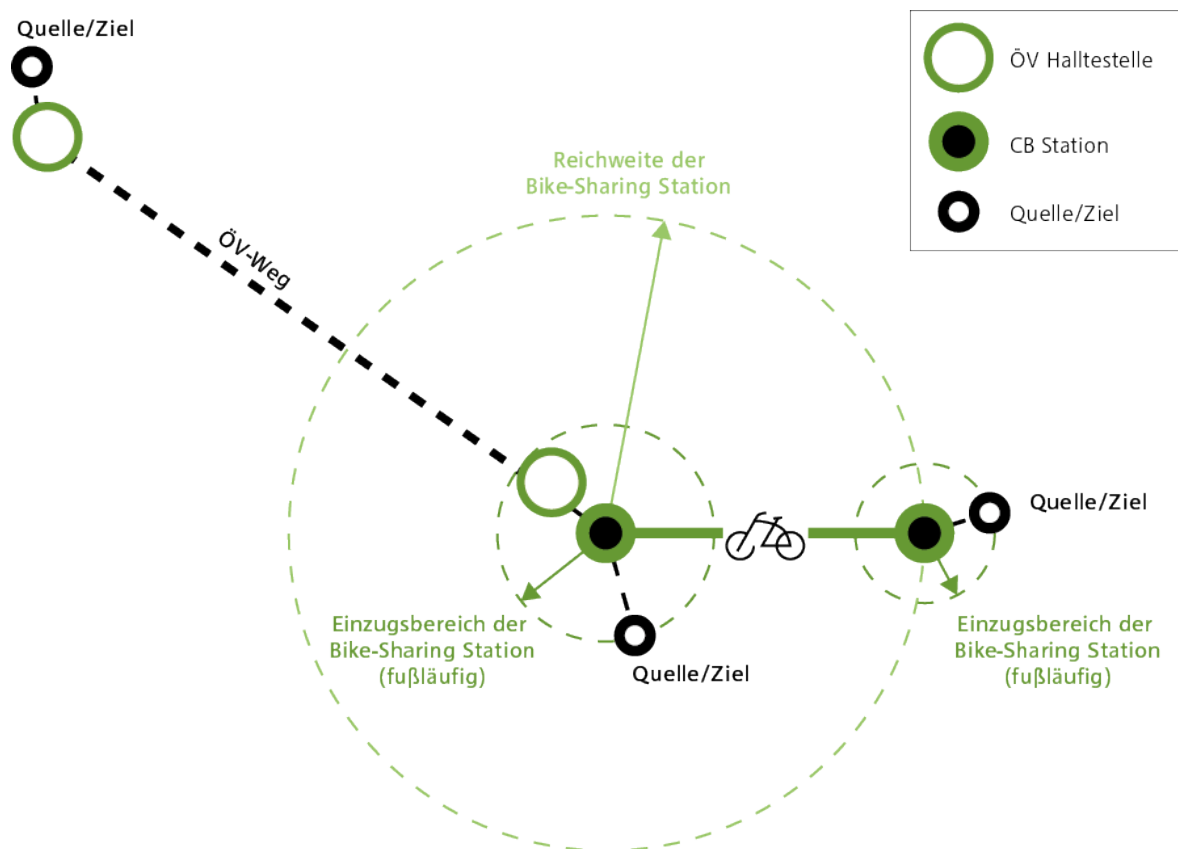 Quelle/Ziel
ÖV Halltestelle
CB Station
Quelle/Ziel
Reichweite der
Bike-Sharing Station
ÖV-Weg
Quelle/Ziel
Einzugsbereich der
Bike-Sharing Station
(fußläufig)
Quelle/Ziel
Einzugsbereich der
Bike-Sharing Station
(fußläufig)